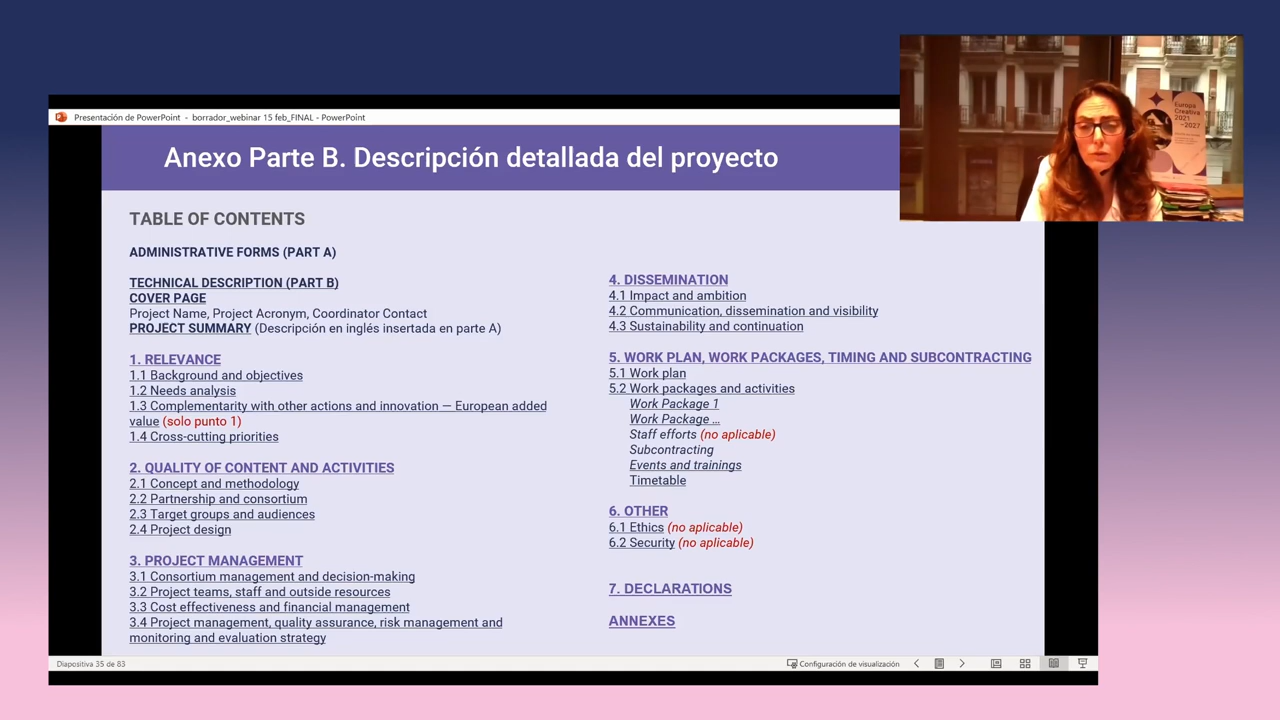 Presentación de PowerPoint - borrador_webinar 15 feb_FINAL - PowerPoint
Anexo Parte B. Descripción detallada del proyecto
TABLE OF CONTENTS
ADMINISTRATIVE FORMS (PART A)
TECHNICAL DESCRIPTION (PART B)
COVER PAGE
Project Name, Project Acronym, Coordinator Contact
PROJECT SUMMARY (Descripción en inglés insertada en parte A)
1. RELEVANCE
1.1 Background and objectives
1.2 Needs analysis
1.3 Complementarity with other actions and innovation — European added
value (solo punto 1)
1.4 Cross-cutting priorities
2. QUALITY OF CONTENT AND ACTIVITIES
2.1 Concept and methodology
2.2 Partnership and consortium
2.3 Target groups and audiences
2.4 Project design
3. PROJECT MANAGEMENT
3.1 Consortium management and decision-making
3.2 Project teams, staff and outside resources
3.3 Cost effectiveness and financial management
3.4 Project management, quality assurance, risk management and
monitoring and evaluation strategy
4. DISSEMINATION
4.1 Impact and ambition
4.2 Communication, dissemination and visibility
4.3 Sustainability and continuation
5. WORK PLAN, WORK PACKAGES, TIMING AND SUBCONTRACTING
5.1 Work plan
5.2 Work packages and activities
Work Package 1
Work Package …
Staff efforts (no aplicable)
Subcontracting
Events and trainings
Timetable
6. OTHER
6.1 Ethics (no aplicable)
6.2 Security (no aplicable)
7. DECLARATIONS
ANNEXES
Diapositiva 35 de 83
Configuración de visualización
Europa
Creativa
2021
–2027